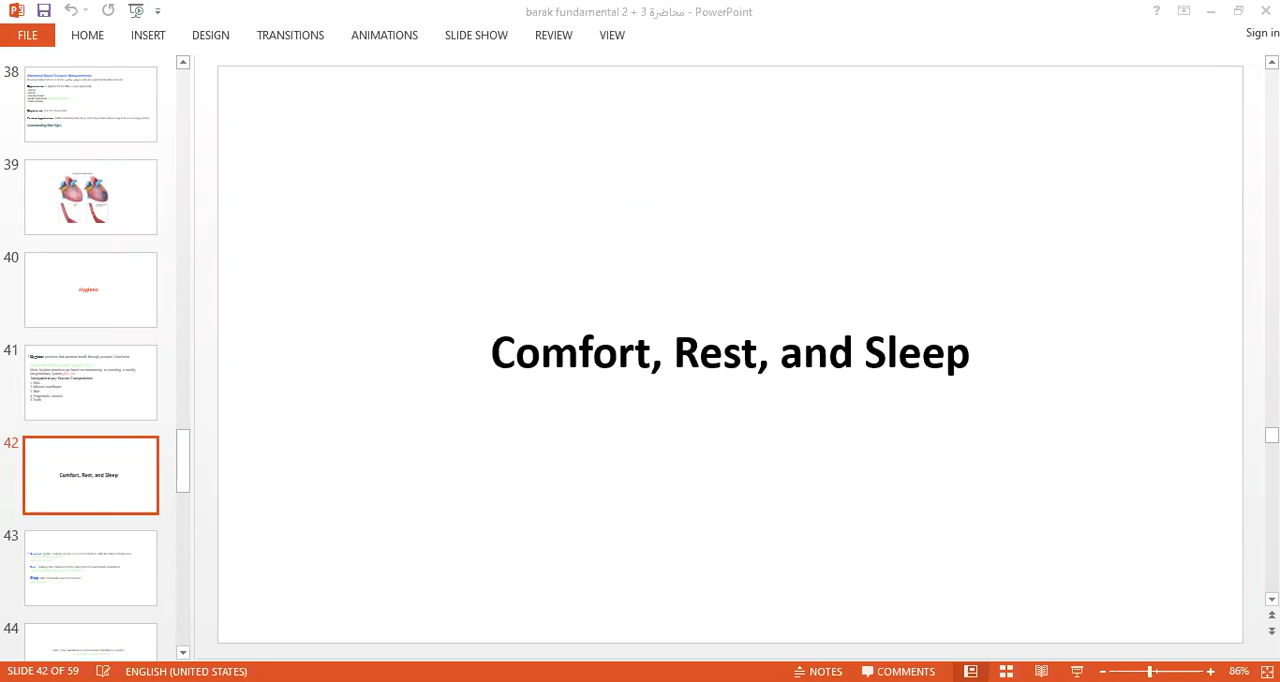 barak fundamental 2 + 3 محاضرة - PowerPoint
?
Sign in
FILE
HOME
INSERT
DESIGN
TRANSITIONS
ANIMATIONS
SLIDE SHOW
REVIEW
VIEW
38
39
40
Hygiene
41
42
Comfort, Rest, and Sleep
43
44
Comfort, Rest, and Sleep
SLIDE 42 OF 59
ENGLISH (UNITED STATES)
NOTES
COMMENTS
86%